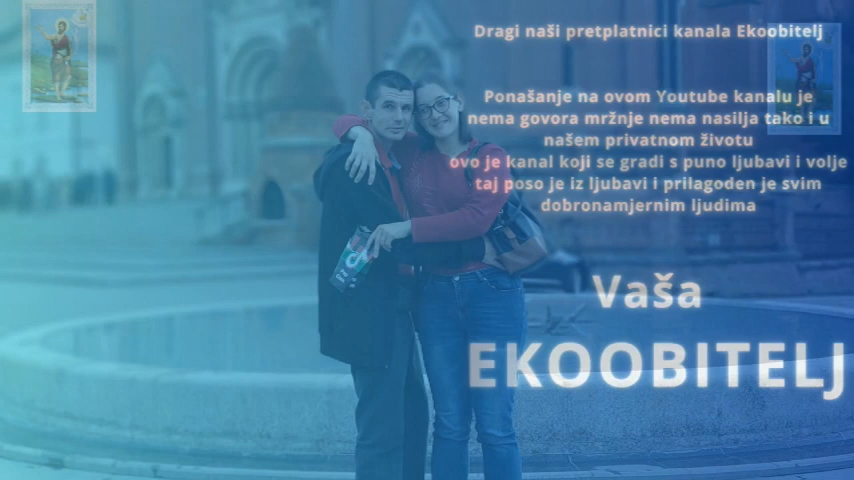 Dragi naši pretplatnici kanala Ekoobitelj
Ponašanje na ovom Youtube kanalu je
nema govora mržnje nema nasilja tako i u
našem privatnom životu
ovo je kanal koji se gradi s puno ljubavi i volje
taj poso je iz ljubavi i prilagođen je svim
dobronamjernim ljudima
Vaša
EKOOBITELJ